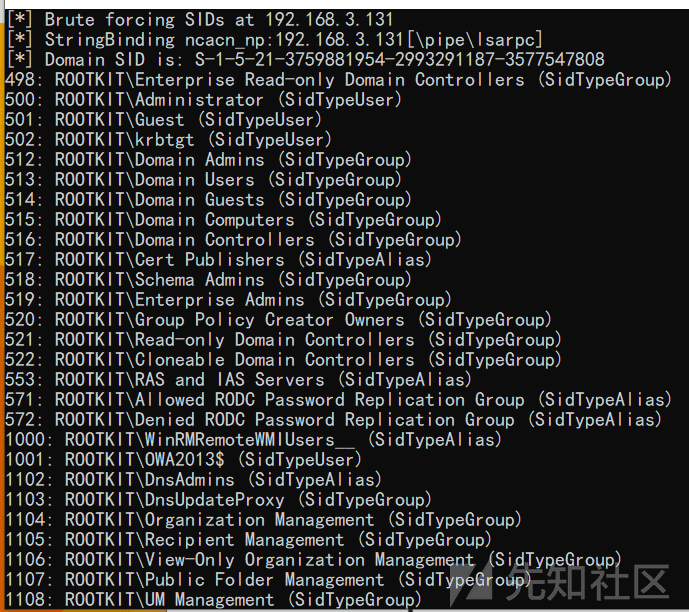 [*] Brute forcing SIDs at 192.168.3.131
[*] StringBinding ncacn_np:192.168.3.131[\pipe\lsarpc]
[*] Domain SID is: S-1-5-21-3759881954-2993291187-3577547808
498: ROOTKIT\Enterprise Read-only Domain Controllers (SidTypeGroup)
500: ROOTKIT\Administrator (SidTypeUser)
501: ROOTKIT\Guest (SidTypeUser)
502: ROOTKIT\krbtgt (SidTypeUser)
512: ROOTKIT\Domain Admins (SidTypeGroup)
513: ROOTKIT\Domain Users (SidTypeGroup)
514: ROOTKIT\Domain Guests (SidTypeGroup)
515: ROOTKIT\Domain Computers (SidTypeGroup)
516: ROOTKIT\Domain Controllers (SidTypeGroup)
517: ROOTKIT\Cert Publishers (SidTypeAlias)
518: ROOTKIT\Schema Admins (SidTypeGroup)
519: ROOTKIT\Enterprise Admins (SidTypeGroup)
520: ROOTKIT\Group Policy Creator Owners (SidTypeGroup)
521: ROOTKIT\Read-only Domain Controllers (SidTypeGroup)
522: ROOTKIT\Cloneable Domain Controllers (SidTypeGroup)
553: ROOTKIT\RAS and IAS Servers (SidTypeAlias)
571: ROOTKIT\Allowed RODC Password Replication Group (SidTypeAlias)
572: ROOTKIT\Denied RODC Password Replication Group (SidTypeAlias)
1000: ROOTKIT\WinRMRemoteWMIUsers__ (SidTypeAlias)
1001: ROOTKIT\OWA2013$ (SidTypeUser)
1102: ROOTKIT\DnsAdmins (SidTypeAlias)
1103: ROOTKIT\DnsUpdateProxy (SidTypeGroup)
1104: ROOTKIT\Organization Management (SidTypeGroup)
1105: ROOTKIT\Recipient Management (SidTypeGroup)
1106: ROOTKIT\View-Only Organization Management (SidTypeGroup)
1107: ROOTKIT\Public Folder Management (SidTypeGroup)
1108: ROOTKIT\UM Management (SidTypeGroup)
先知社区